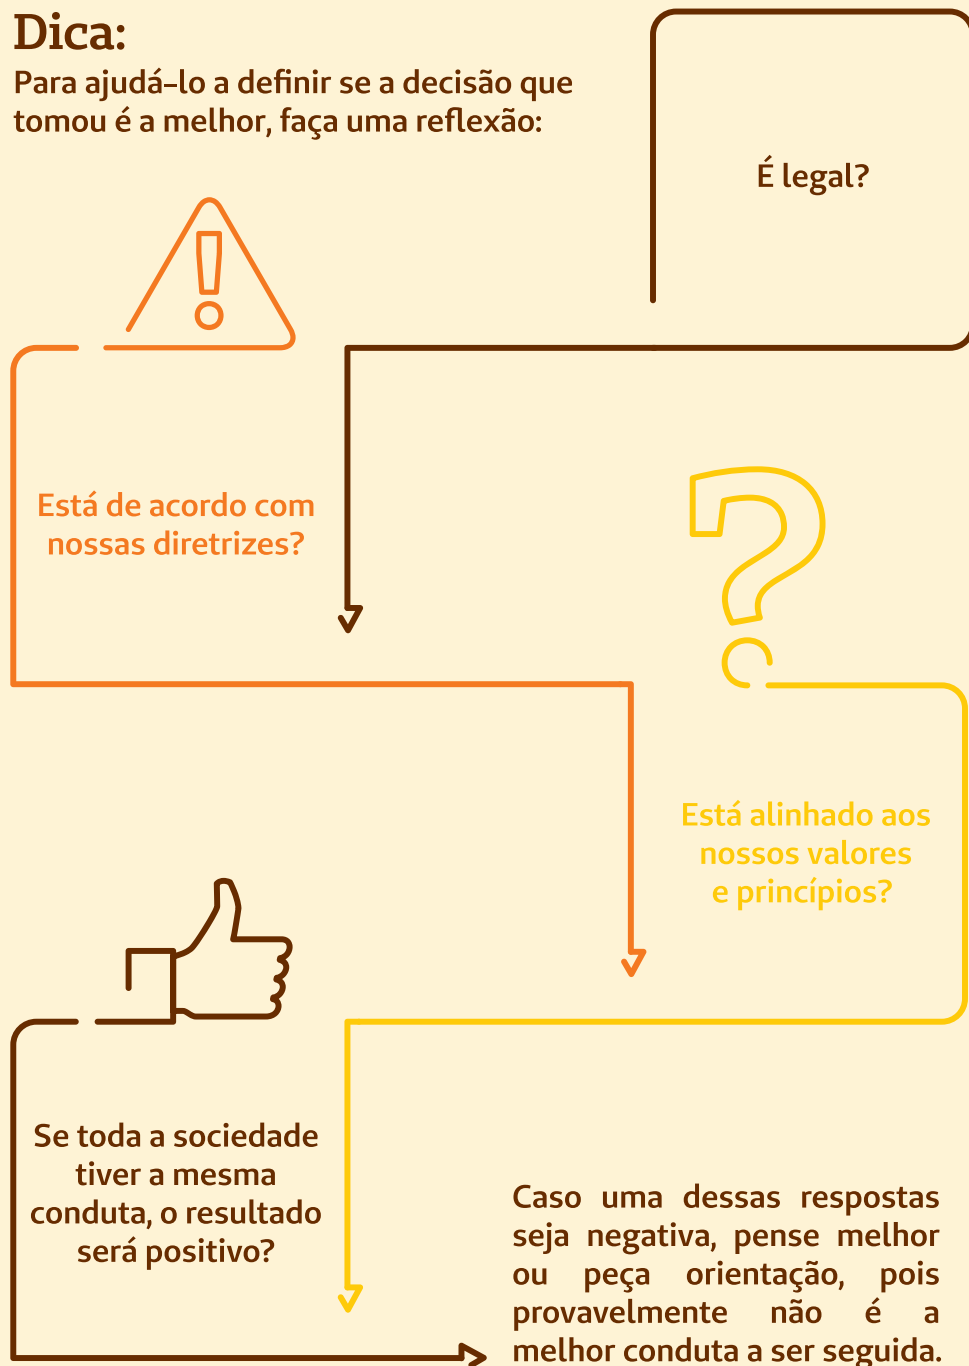 Dica:
Para ajudá-lo a definir se a decisão que
tomou é a melhor, faça uma reflexão:
É legal?
Está de acordo com
nossas diretrizes?
Está alinhado aos
nossos valores
e princípios?
Se toda a sociedade
tiver a mesma
conduta, o resultado
será positivo?
Caso uma dessas respostas
seja negativa, pense melhor
ou peça orientação, pois
provavelmente não é a
melhor conduta a ser seguida.